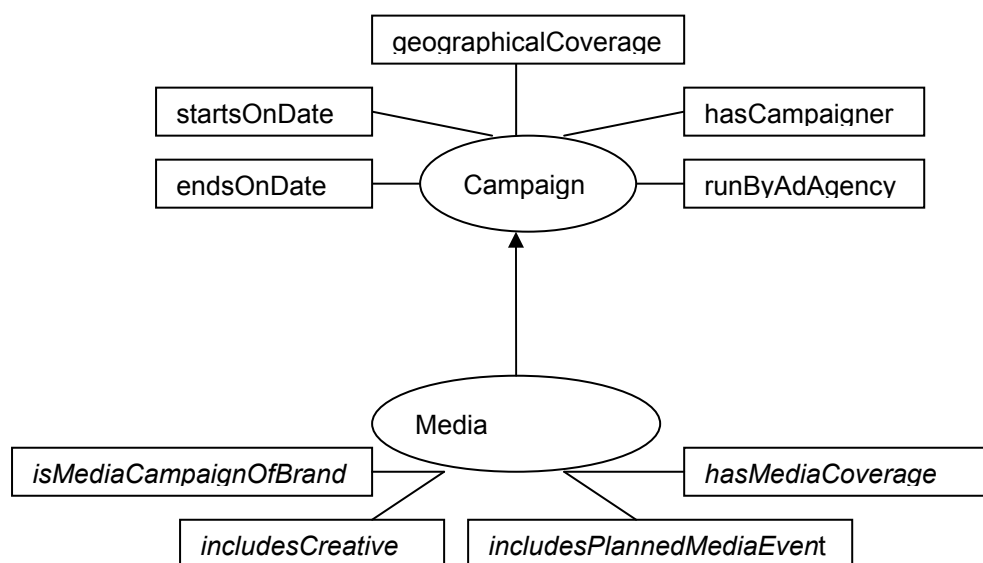 geographicalCoverage
startsOnDate
hasCampaigner
endsOnDate
Campaign
runByAdAgency
Media
isMediaCampaignOfBrand
hasMediaCoverage
includesCreative
includesPlannedMediaEvent